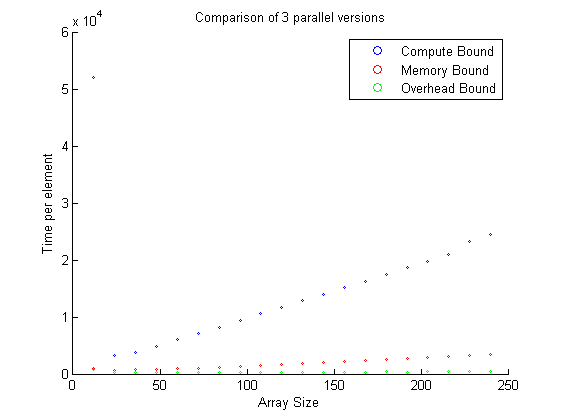 Comparison of 3 parallel versions
x 10^4
6
5
4
3
2
1
0
Time per element
Compute Bound
Memory Bound
Overhead Bound
0 50 100 150 200 250
Array Size